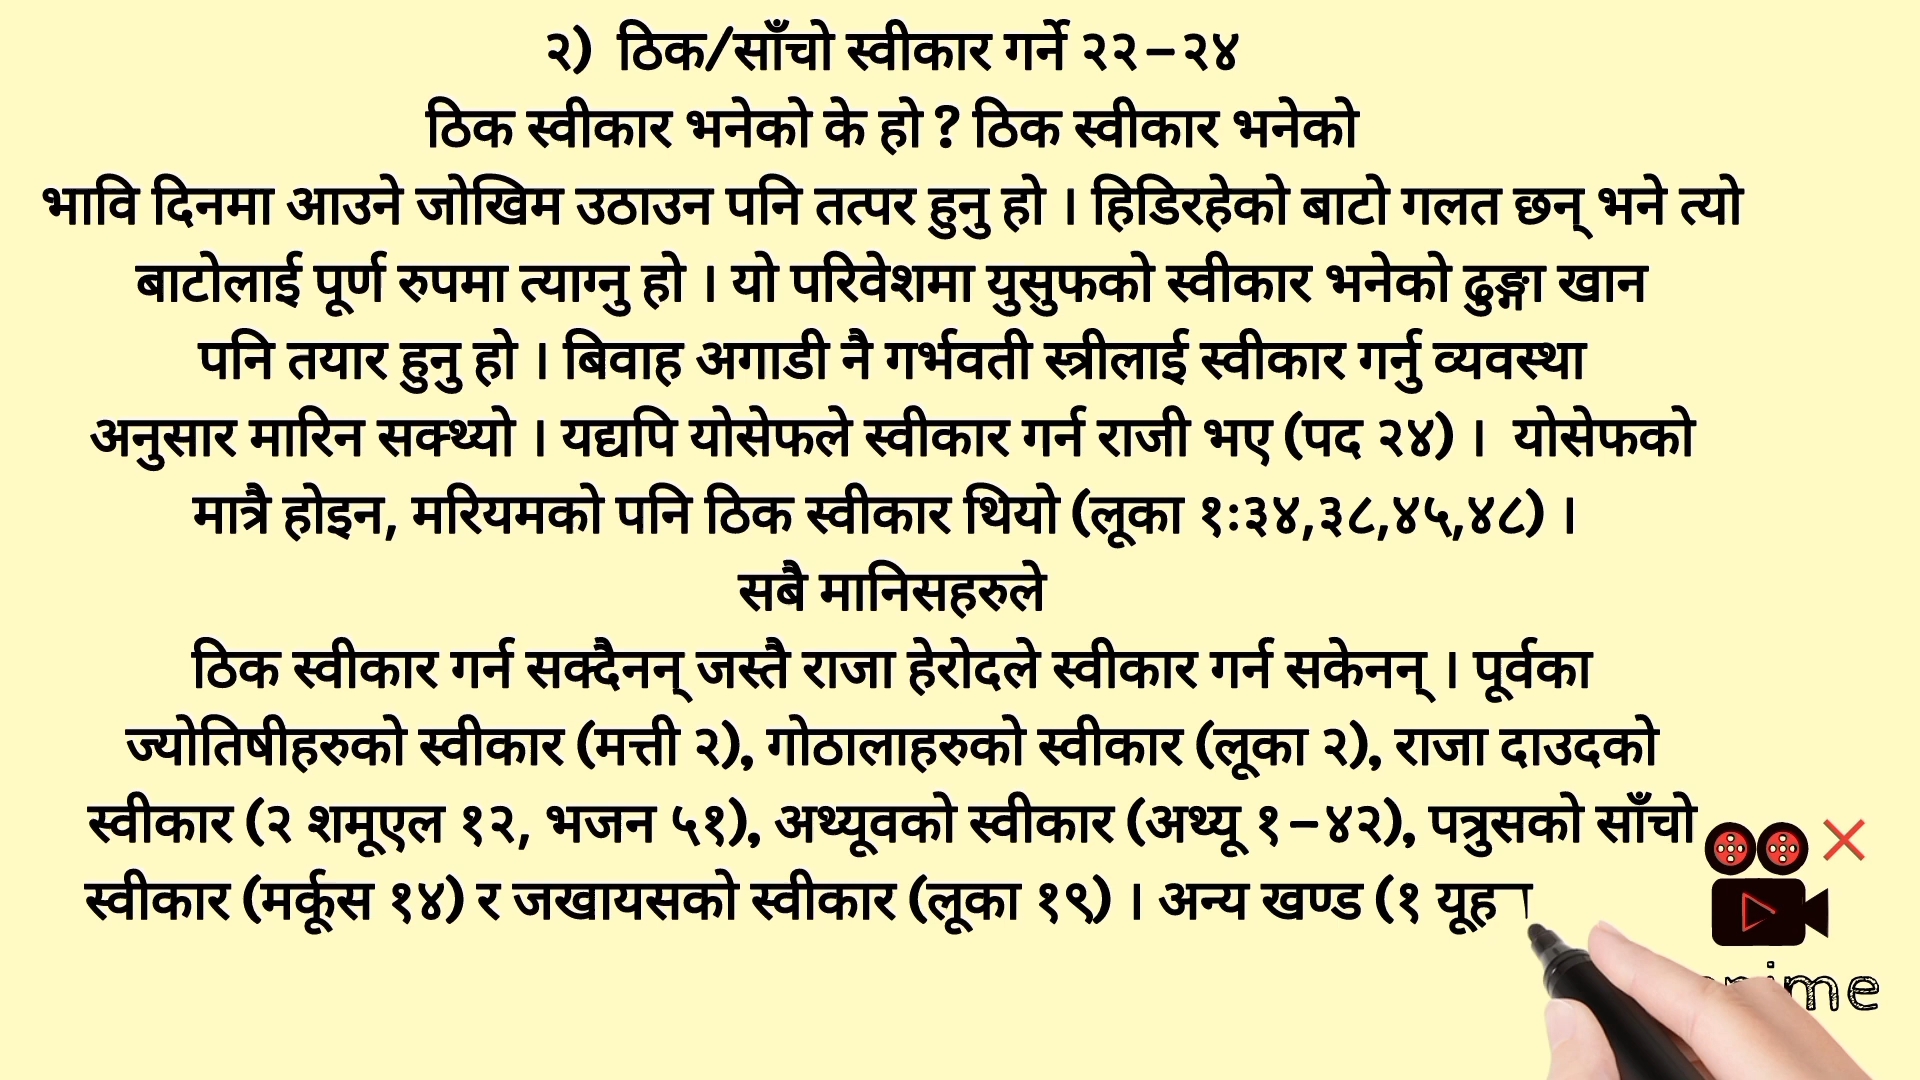 २) ठिक/साँचो स्वीकार गर्ने २२–२४
ठिक स्वीकार भनेको के हो ? ठिक स्वीकार भनेको
भावि दिनमा आउने जोखिम उठाउन पनि तत्पर हुनु हो । हिडिरहेको बाटो गलत छन् भने त्यो
बाटोलाई पूर्ण रुपमा त्याग्नु हो । यो परिवेशमा युसुफको स्वीकार भनेको ढुङ्गा खान
पनि तयार हुनु हो । बिवाह अगाडी नै गर्भवती स्त्रीलाई स्वीकार गर्नु व्यवस्था
अनुसार मारिन सक्थ्यो । यद्यपि योसेफले स्वीकार गर्न राजी भए (पद २४) । योसेफको
मात्रै होइन, मरियमको पनि ठिक स्वीकार थियो (लूका १:३४,३८,४५,४८) ।
सबै मानिसहरुले
ठिक स्वीकार गर्न सक्दैनन् जस्तै राजा हेरोदले स्वीकार गर्न सकेनन् । पूर्वका
ज्योतिषीहरुको स्वीकार (मत्ती २), गोठालाहरुको स्वीकार (लूका २), राजा दाउदको
स्वीकार (२ शमूएल १२, भजन ५१), अय्यूवको स्वीकार (अय्यू १–४२), पत्रुसको साँचो
स्वीकार (मर्कूस १४) र जखायसको स्वीकार (लूका १९) । अन्य खण्ड (१